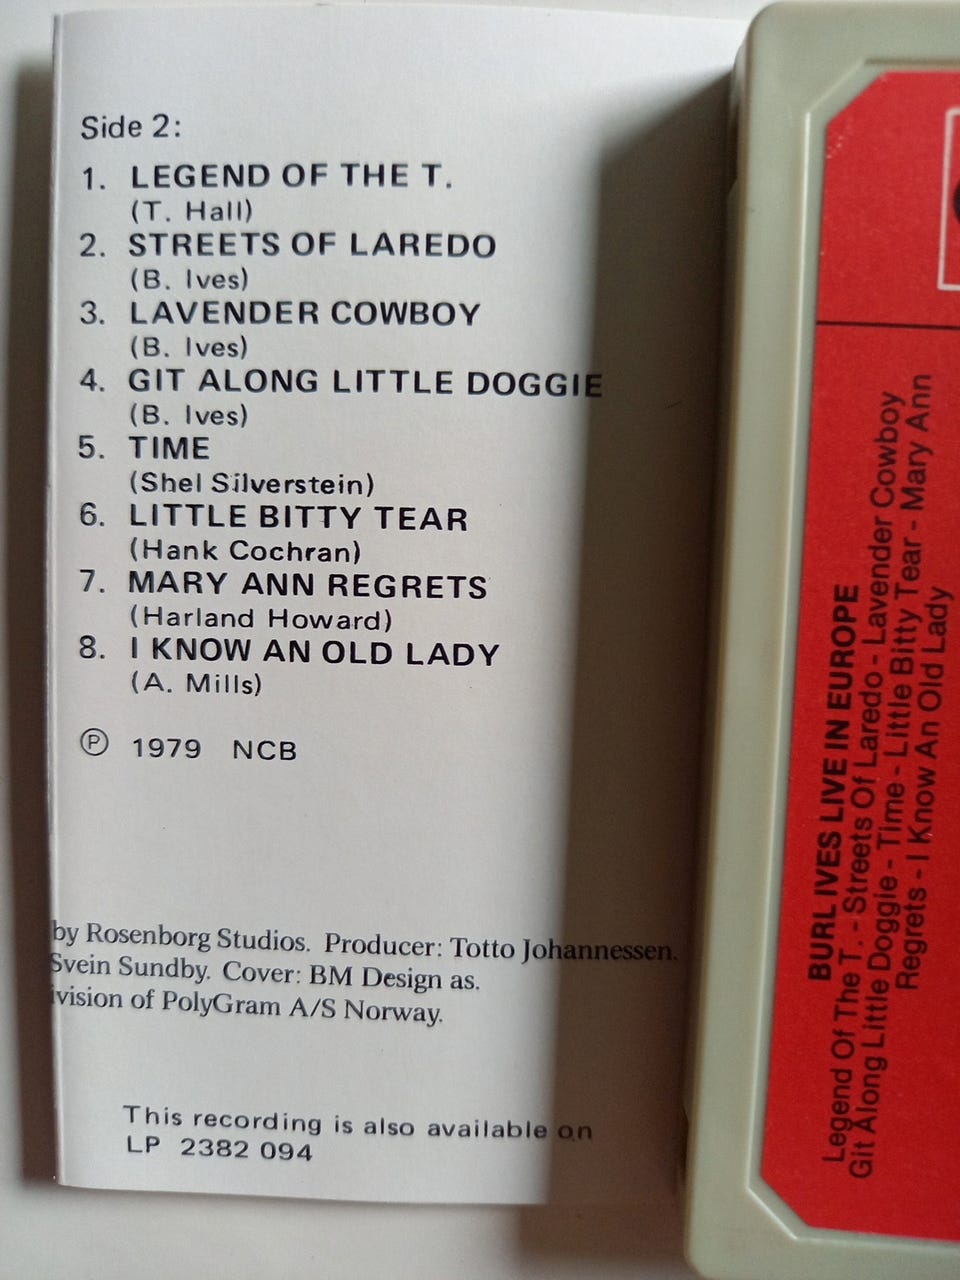 Side 2:
1. LEGEND OF THE T.
(T. Hall)
2. STREETS OF LAREDO
(B. Ives)
3. LAVENDER COWBOY
(B. Ives)
4. GIT ALONG LITTLE DOGGIE
(B. Ives)
5. TIME
(Shel Silverstein)
6. LITTLE BITTY TEAR
(Hank Cochran)
7. MARY ANN REGRETS
(Harland Howard)
8. I KNOW AN OLD LADY
(A. Mills)
℗ 1979 NCB
by Rosenborg Studios. Producer: Totto Johannessen.
Svein Sundby. Cover: BM Design as.
ivision of PolyGram A/S Norway.
This recording is also available on
LP 2382 094
BURL IVES LIVE IN EUROPE
Legend Of The T. - Streets Of Laredo - Lavender Cowboy
Git Along Little Doggie - Time - Little Bitty Tear - Mary Ann
Regrets - I Know An Old Lady